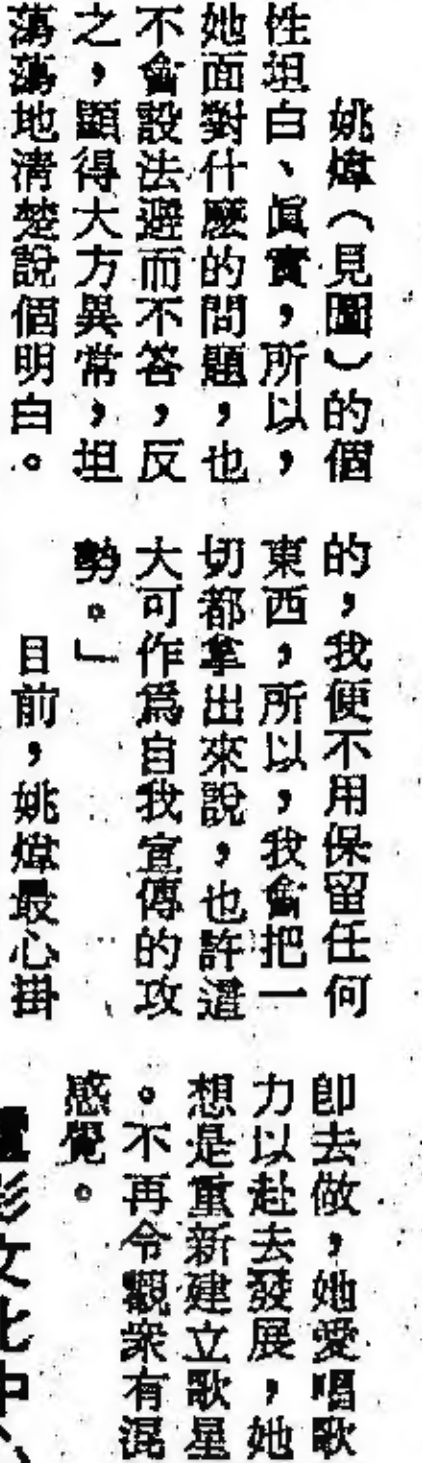 姚煒（見圖）的個
性坦白、眞實，所以，
她面對什麼的問題，也
不會設法避而不答，反
之，顯得大方異常，坦
蕩蕩地淸楚說個明白。
的，我便不用保留任何
東西，所以，我會把一
切都拿出來說，也許這
大可作爲自我宣傳的攻
勢。」
目前，姚煒最心掛
卽去做，她愛唱歌
力以赴去發展，她
想是重新建立歌星
。不再令觀衆有混
感覺。